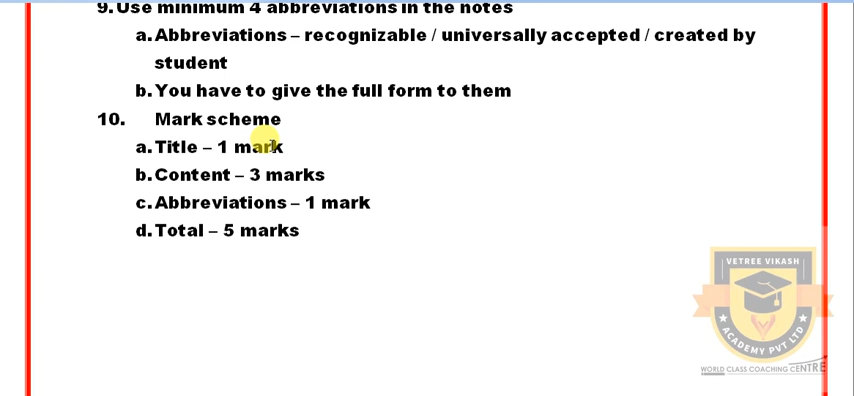 9. Use minimum 4 abbreviations in the notes
a. Abbreviations – recognizable / universally accepted / created by
student
b. You have to give the full form to them
10. Mark scheme
a. Title – 1 mark
b. Content – 3 marks
c. Abbreviations – 1 mark
d. Total – 5 marks
VETREE VIKASH
ACADEMY PVT LTD
WORLD CLASS COACHING CENTRE